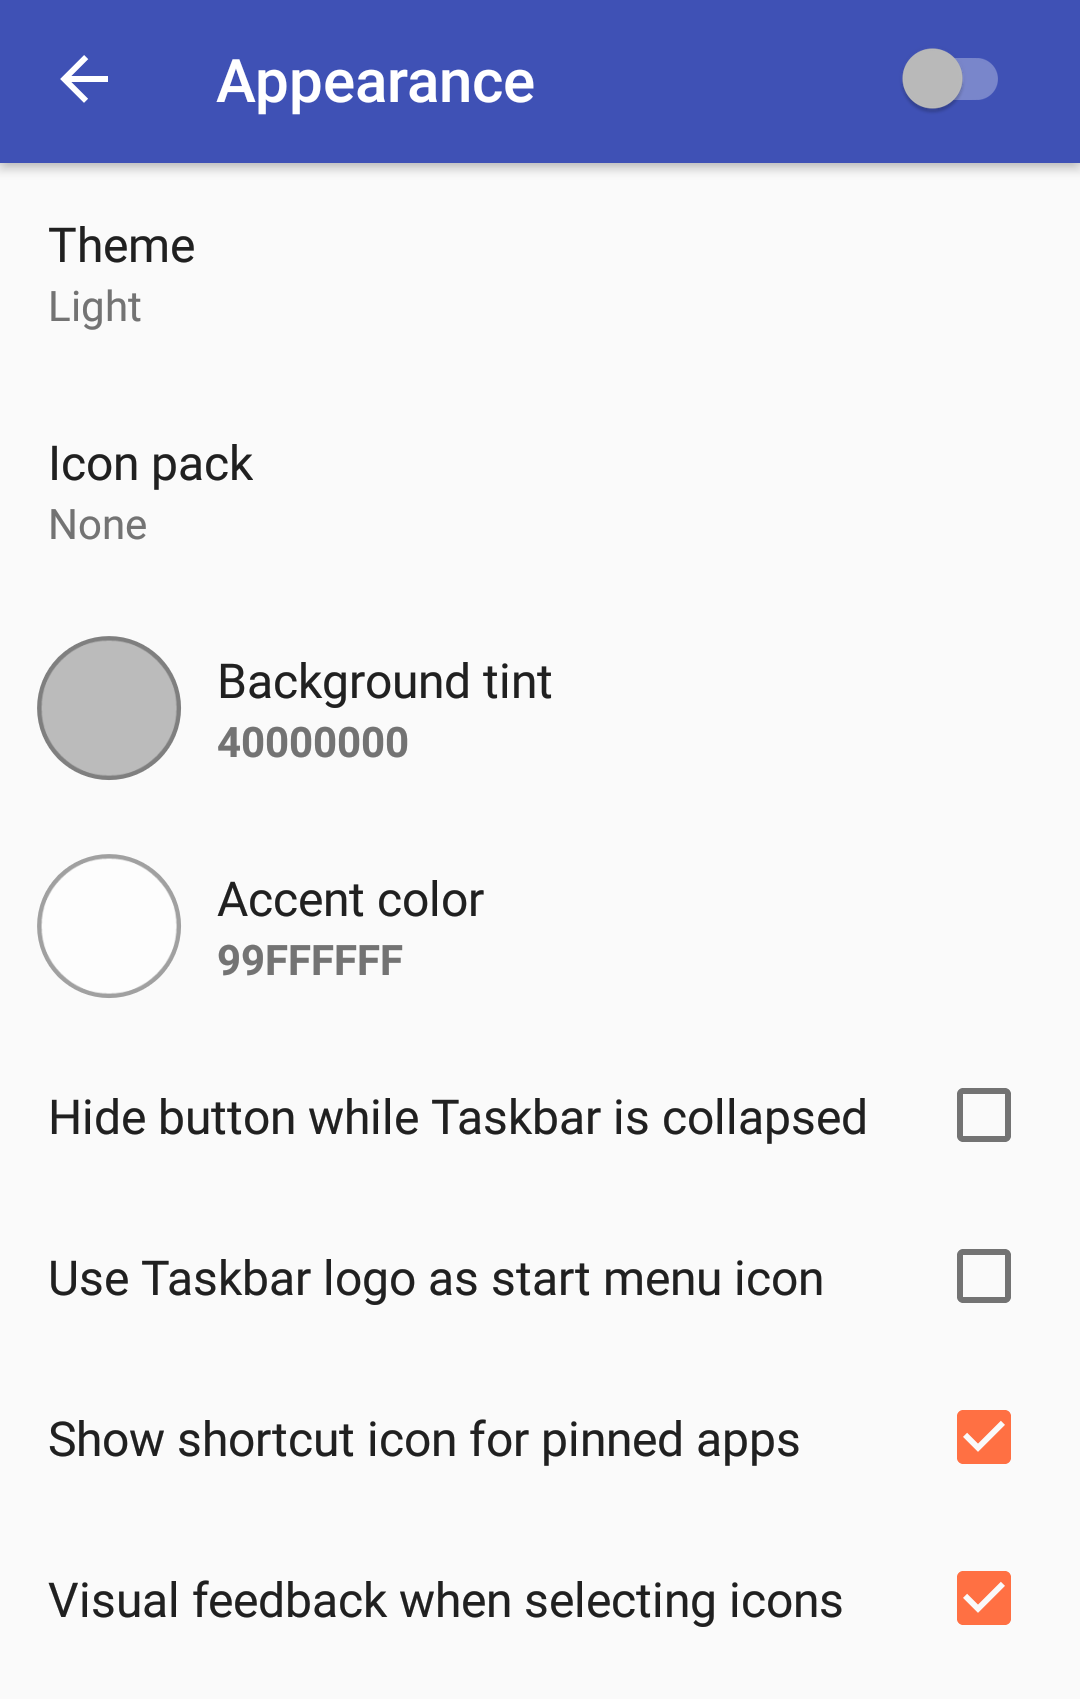 Appearance
Theme
Light
Icon pack
None
Background tint
40000000
Accent color
99FFFFFF
Hide button while Taskbar is collapsed
Use Taskbar logo as start menu icon
Show shortcut icon for pinned apps
Visual feedback when selecting icons